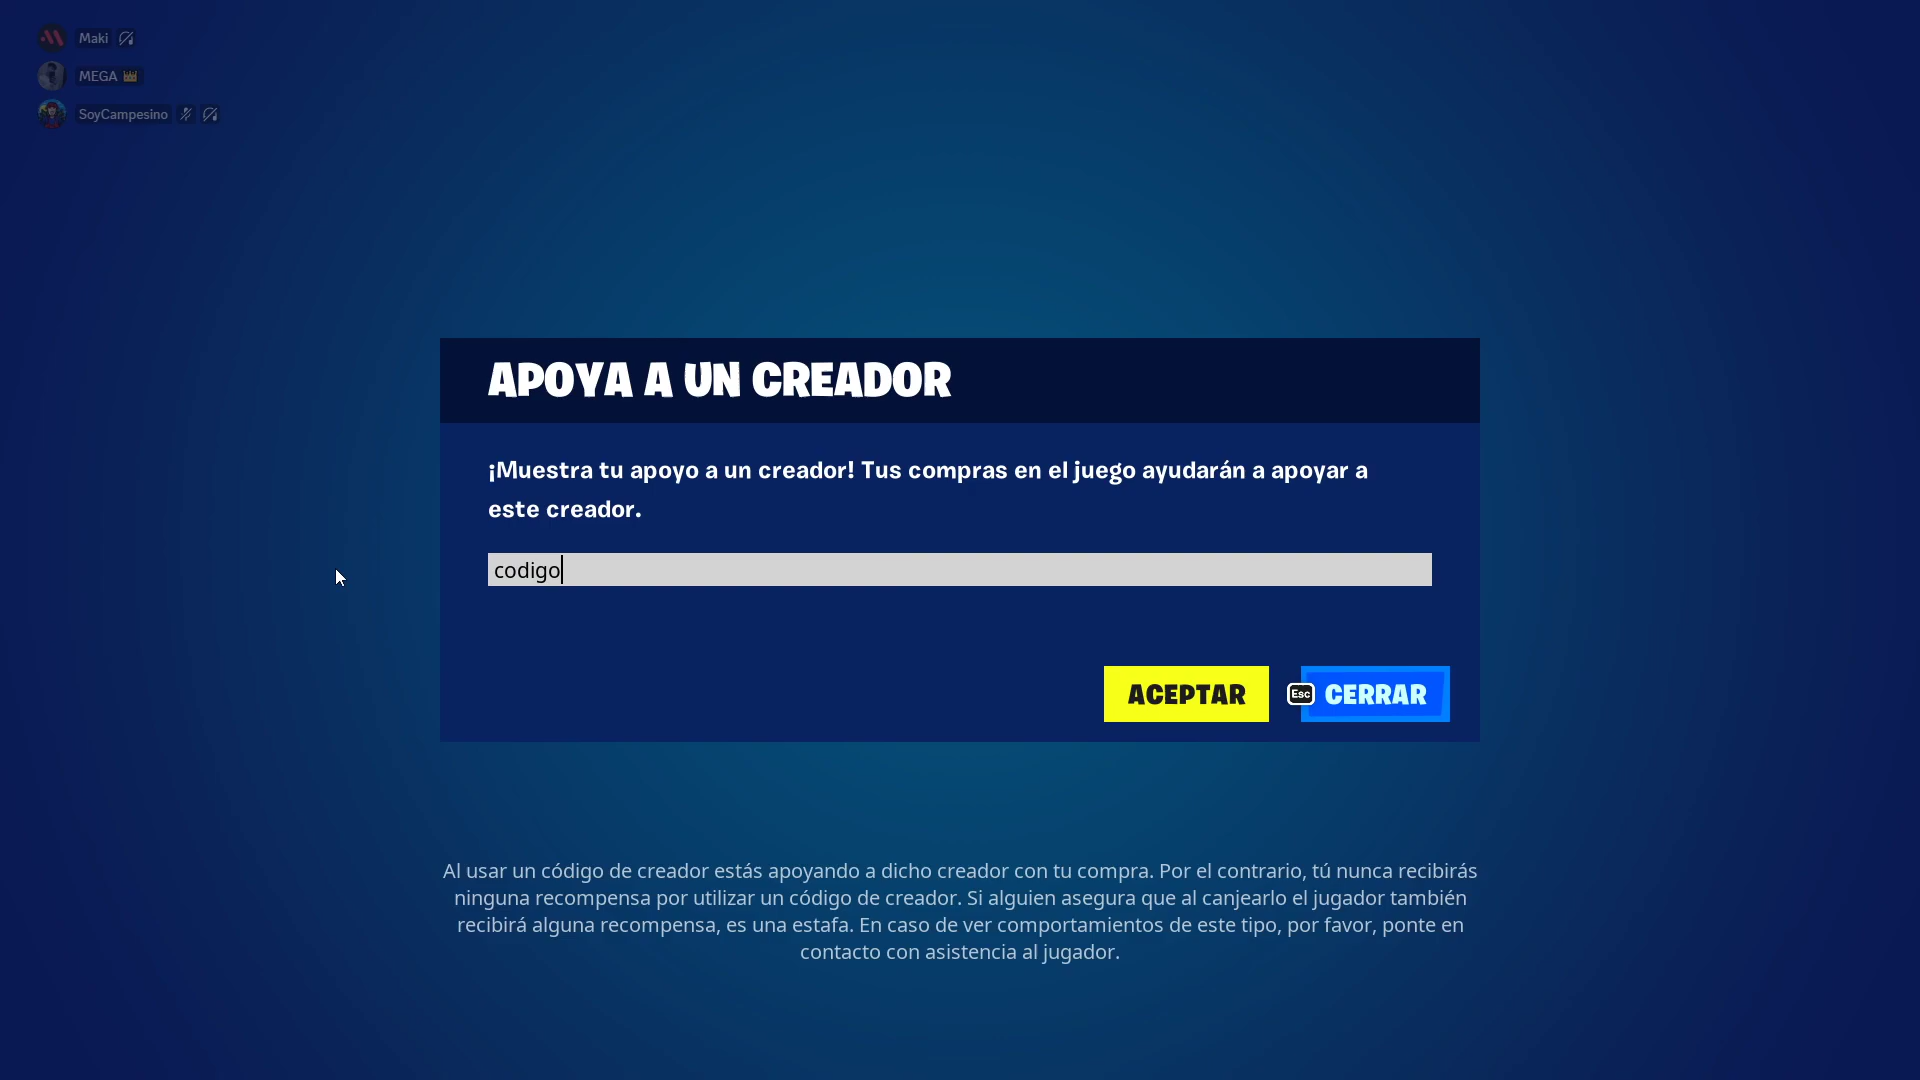 Maki
MEGA
SoyCampesino
APOYA A UN CREADOR
¡Muestra tu apoyo a un creador! Tus compras en el juego ayudarán a apoyar a
este creador.
codigo
ACEPTAR
Esc CERRAR
Al usar un código de creador estás apoyando a dicho creador con tu compra. Por el contrario, tú nunca recibirás
ninguna recompensa por utilizar un código de creador. Si alguien asegura que al canjearlo el jugador también
recibirá alguna recompensa, es una estafa. En caso de ver comportamientos de este tipo, por favor, ponte en
contacto con asistencia al jugador.